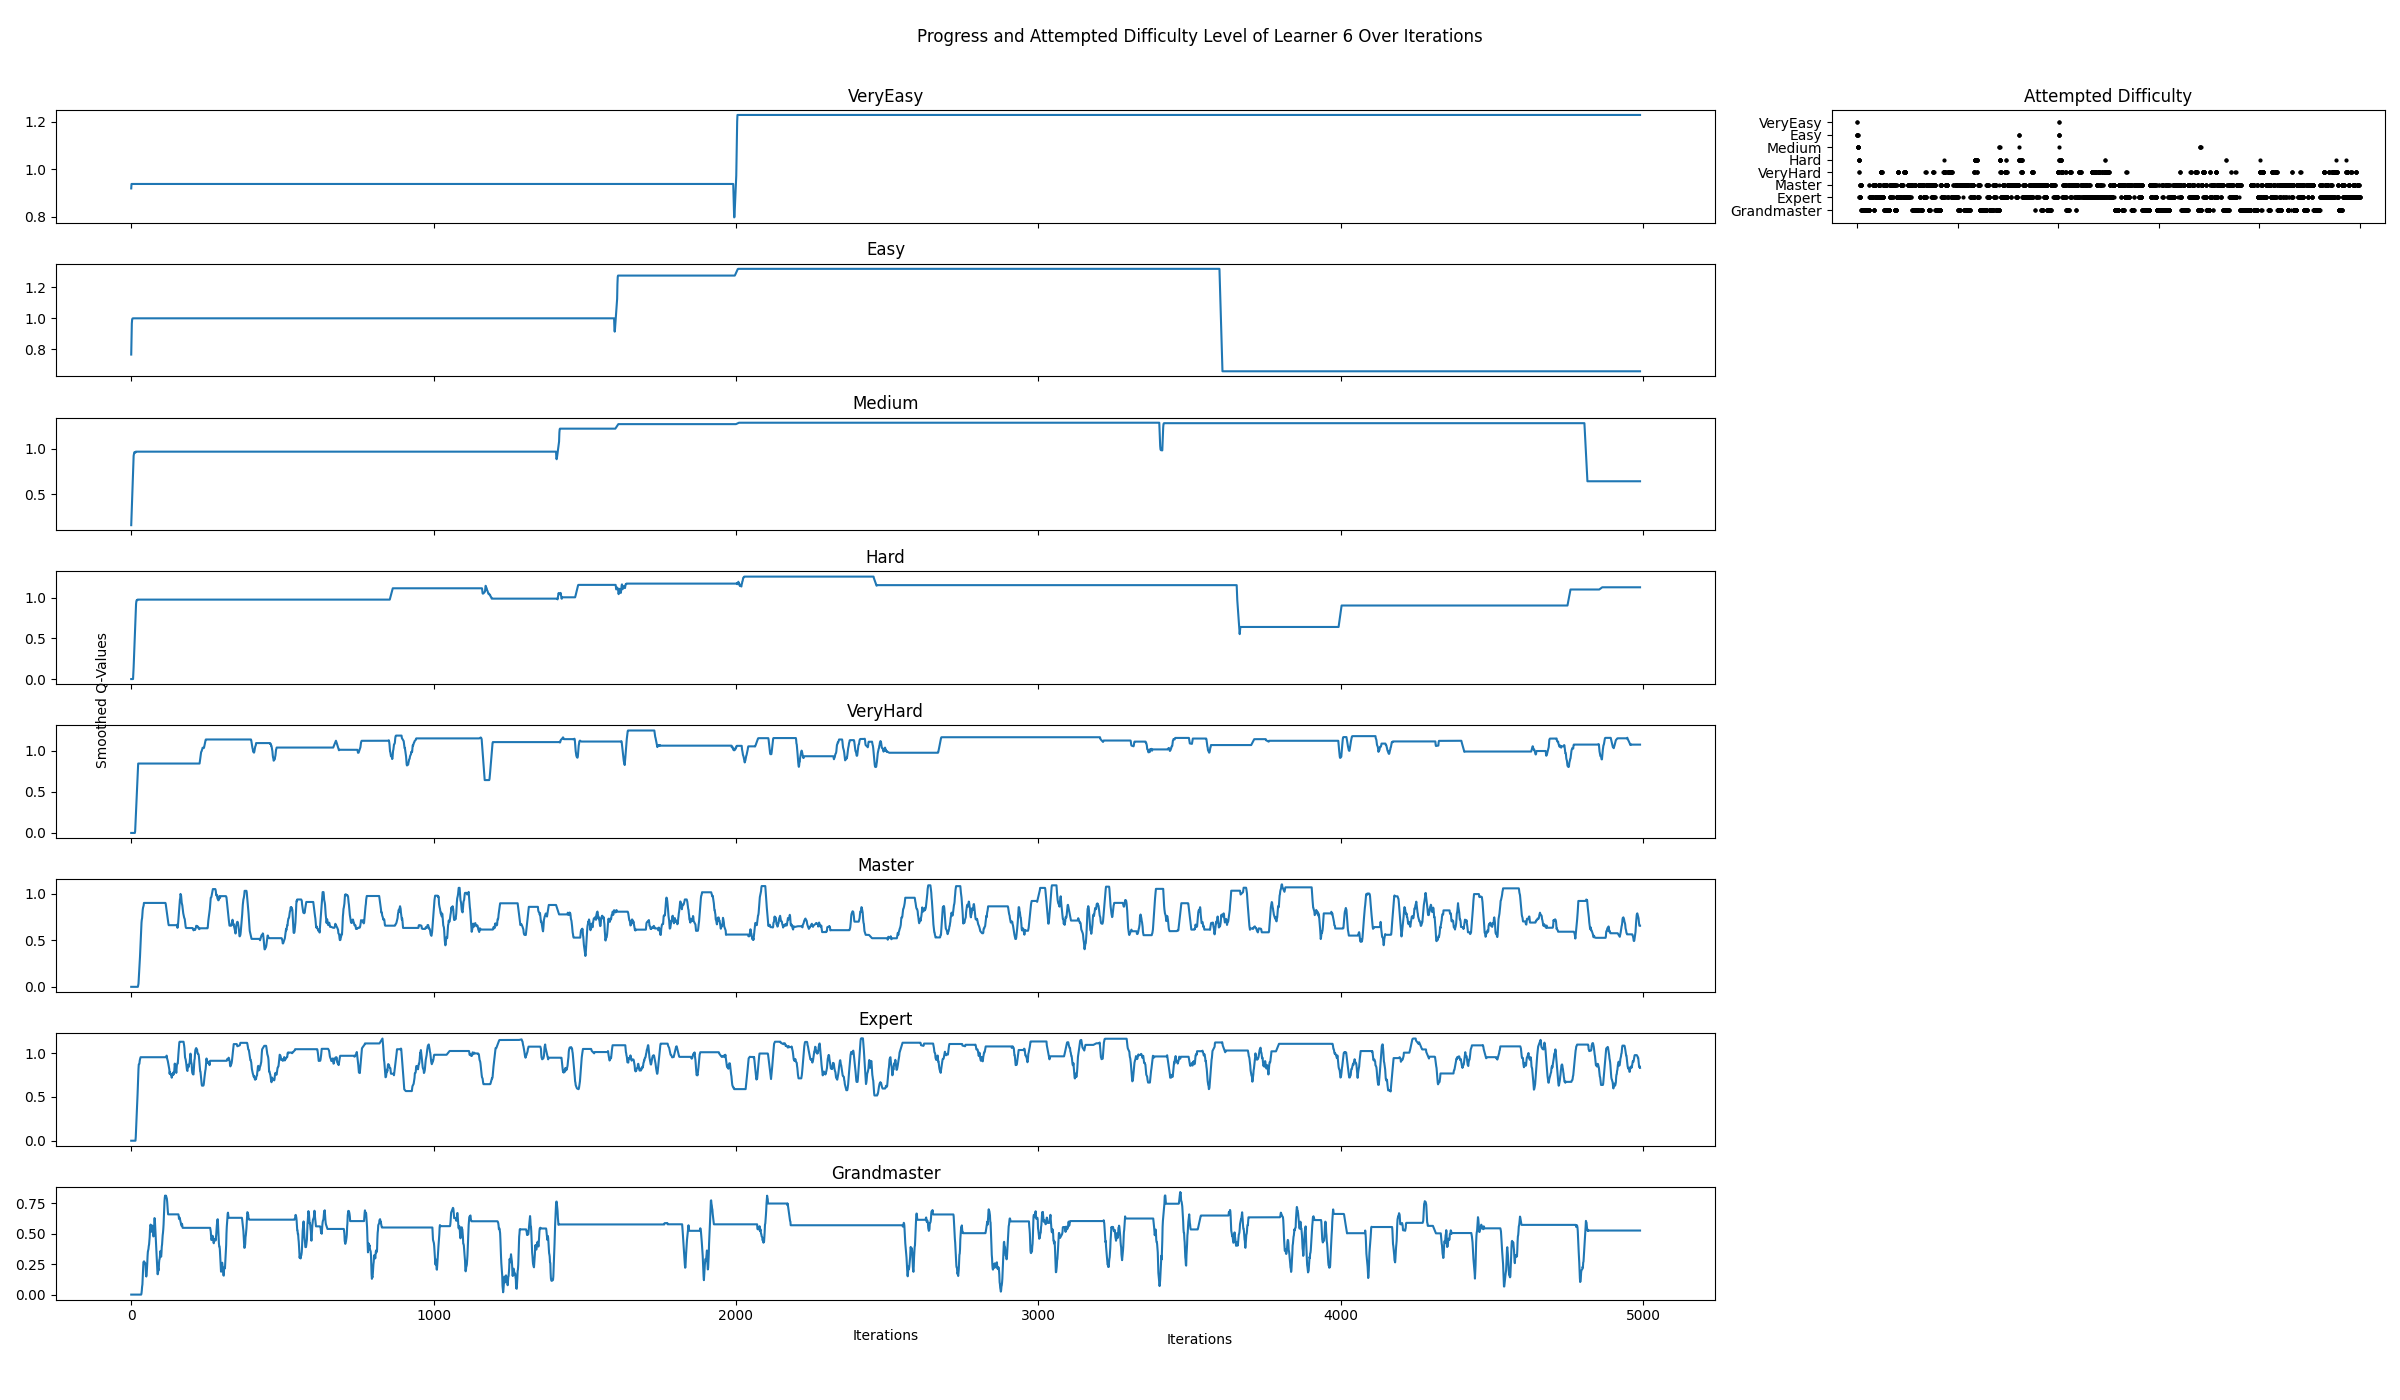 Progress and Attempted Difficulty Level of Learner 6 Over Iterations
VeryEasy
1.2
1.0
0.8
Attempted Difficulty
VeryEasy
Easy
Medium
Hard
VeryHard
Master
Expert
Grandmaster
Easy
1.2
1.0
0.8
Medium
1.0
0.5
Hard
1.0
0.5
0.0
Smoothed Q-Values
VeryHard
1.0
0.5
0.0
Master
1.0
0.5
0.0
Expert
1.0
0.5
0.0
Grandmaster
0.75
0.50
0.25
0.00
0 1000 2000 3000 4000 5000
Iterations
Iterations